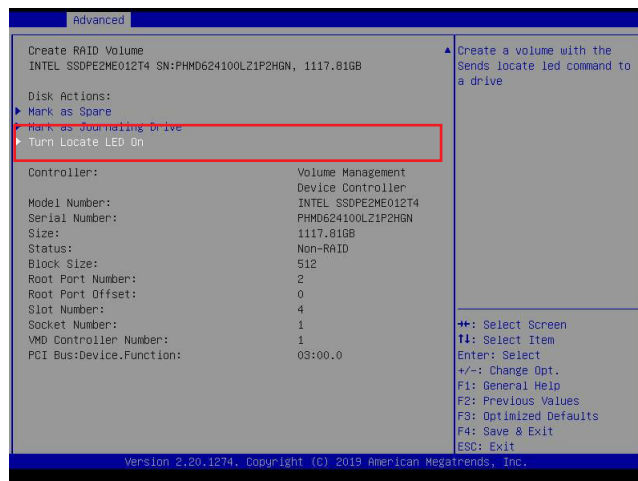 Advanced
Create RAID Volume
INTEL SSDPE2ME012T4 SN:PHMD624100LZ1P2HGN, 1117.81GB
Disk Actions:
Mark as Spare
Mark as Journaling Drive
Turn Locate LED On
Controller: Volume Management
Device Controller
Model Number: INTEL SSDPE2ME012T4
Serial Number: PHMD624100LZ1P2HGN
Size: 1117.81GB
Status: Non-RAID
Block Size: 512
Root Port Number: 2
Root Port Offset: 0
Slot Number: 4
Socket Number: 1
VMD Controller Number: 1
PCI Bus:Device.Function: 03:00.0
Create a volume with the
Sends locate led command to
a drive
→←: Select Screen
↑↓: Select Item
Enter: Select
+/-: Change Opt.
F1: General Help
F2: Previous Values
F3: Optimized Defaults
F4: Save & Exit
ESC: Exit
Version 2.20.1274. Copyright (C) 2019 American Megatrends, Inc.